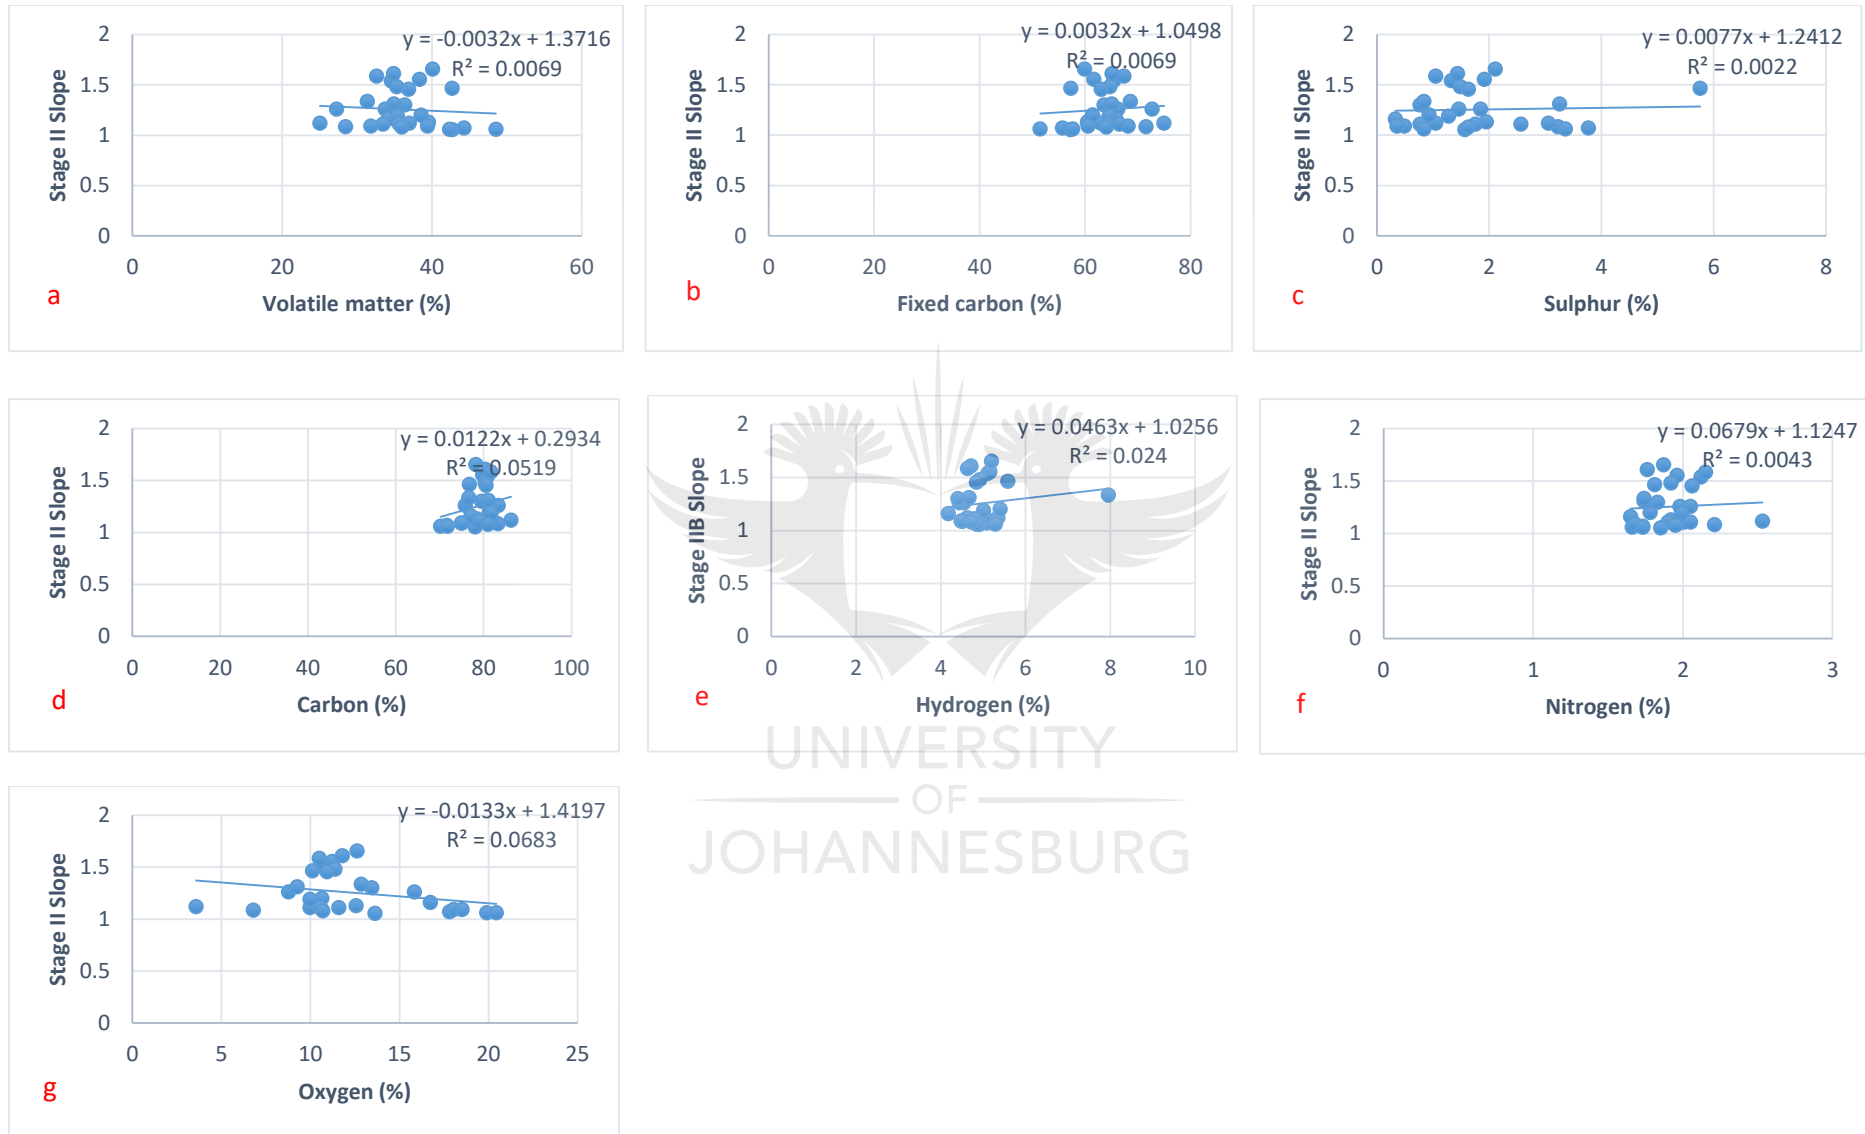 y = -0.0032x + 1.3716
R² = 0.0069
2
1.5
1
0.5
0
Stage II Slope
0 20 40 60
Volatile matter (%)
a
y = 0.0032x + 1.0498
R² = 0.0069
2
1.5
1
0.5
0
Stage II Slope
0 20 40 60 80
Fixed carbon (%)
b
y = 0.0077x + 1.2412
R² = 0.0022
2
1.5
1
0.5
0
Stage II Slope
0 2 4 6 8
Sulphur (%)
c
y = 0.0122x + 0.2934
R² = 0.0519
2
1.5
1
0.5
0
Stage II Slope
0 20 40 60 80 100
Carbon (%)
d
y = 0.0463x + 1.0256
R² = 0.024
2
1.5
1
0.5
0
Stage IIB Slope
0 2 4 6 8 10
Hydrogen (%)
e
y = 0.0679x + 1.1247
R² = 0.0043
2
1.5
1
0.5
0
Stage II Slope
0 1 2 3
Nitrogen (%)
f
UNIVERSITY
OF
JOHANNESBURG
y = -0.0133x + 1.4197
R² = 0.0683
2
1.5
1
0.5
0
Stage II Slope
0 5 10 15 20 25
Oxygen (%)
g